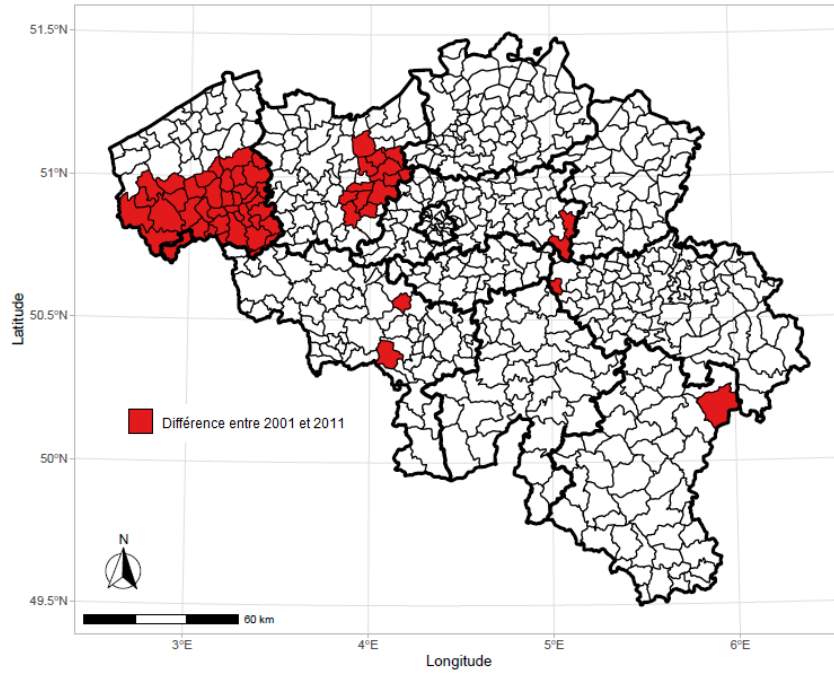 51.5°N
51°N
50.5°N
50°N
49.5°N
Latitude
Différence entre 2001 et 2011
N
60 km
3°E
4°E
5°E
6°E
Longitude